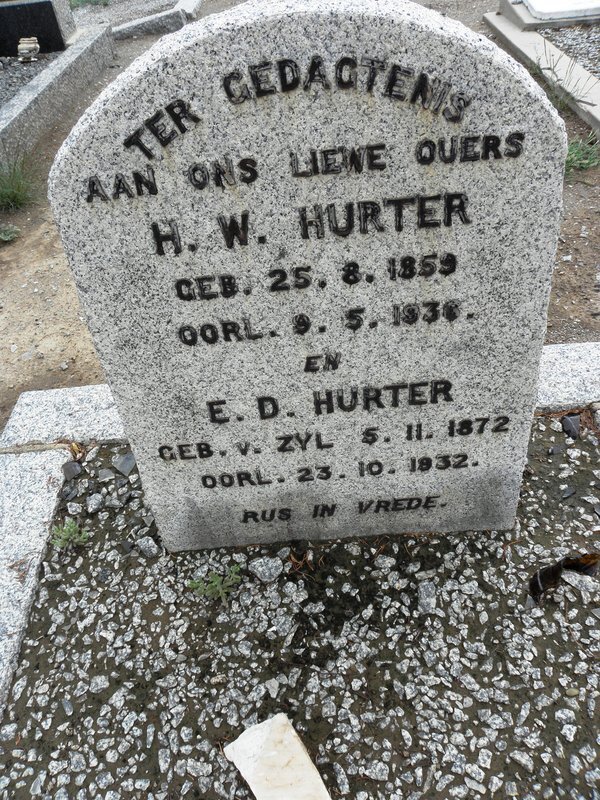 TER GEDAGTENIS
AAN ONS LIEWE OUERS
H. W. HURTER
GEB. 25. 8. 1859
OORL. 9. 5. 1936.
EN
E. D. HURTER
GEB. v. ZYL 5. 11. 1872
OORL. 23. 10. 1932.
RUS IN VREDE.